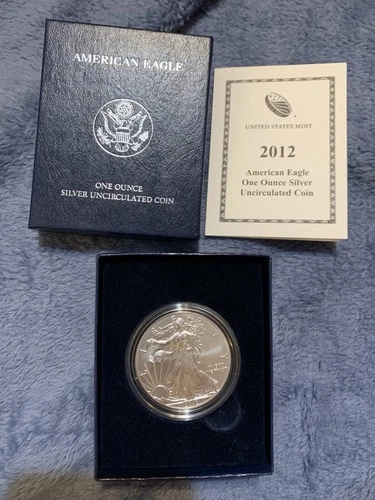 AMERICAN EAGLE
ONE OUNCE
SILVER UNCIRCULATED COIN
UNITED STATES MINT
2012
American Eagle
One Ounce Silver
Uncirculated Coin